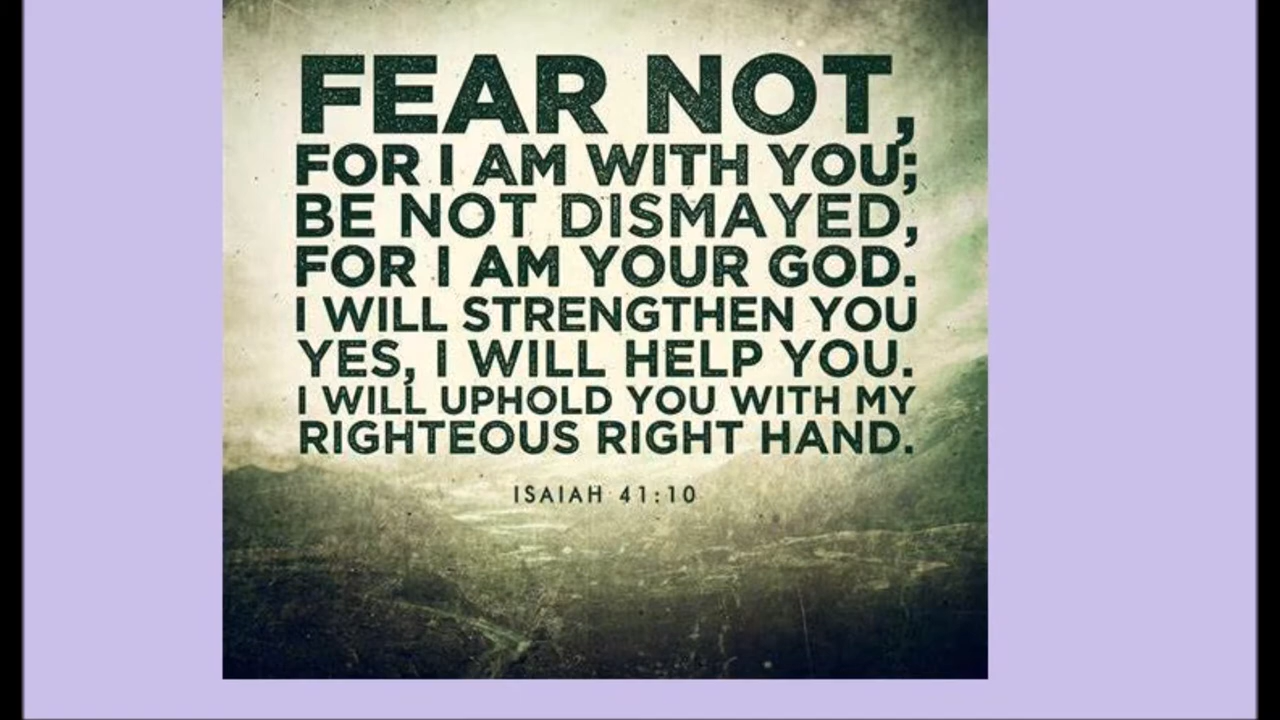 FEAR NOT,
FOR I AM WITH YOU;
BE NOT DISMAYED,
FOR I AM YOUR GOD.
I WILL STRENGTHEN YOU
YES, I WILL HELP YOU.
I WILL UPHOLD YOU WITH MY
RIGHTEOUS RIGHT HAND.
ISAIAH 41:10